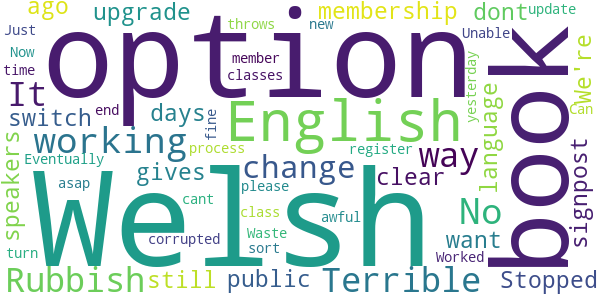 ago upgrade throws new membership dont update
Just option Unable book
Now member We're
time It classes
switch end days fine English yesterday Can
working process register way language
speakers Eventually gives change clear signpost
asap Welsh cant please
class awful No
corrupted Waste want
turn sort Worked
Rubbish still public Terrible Stopped